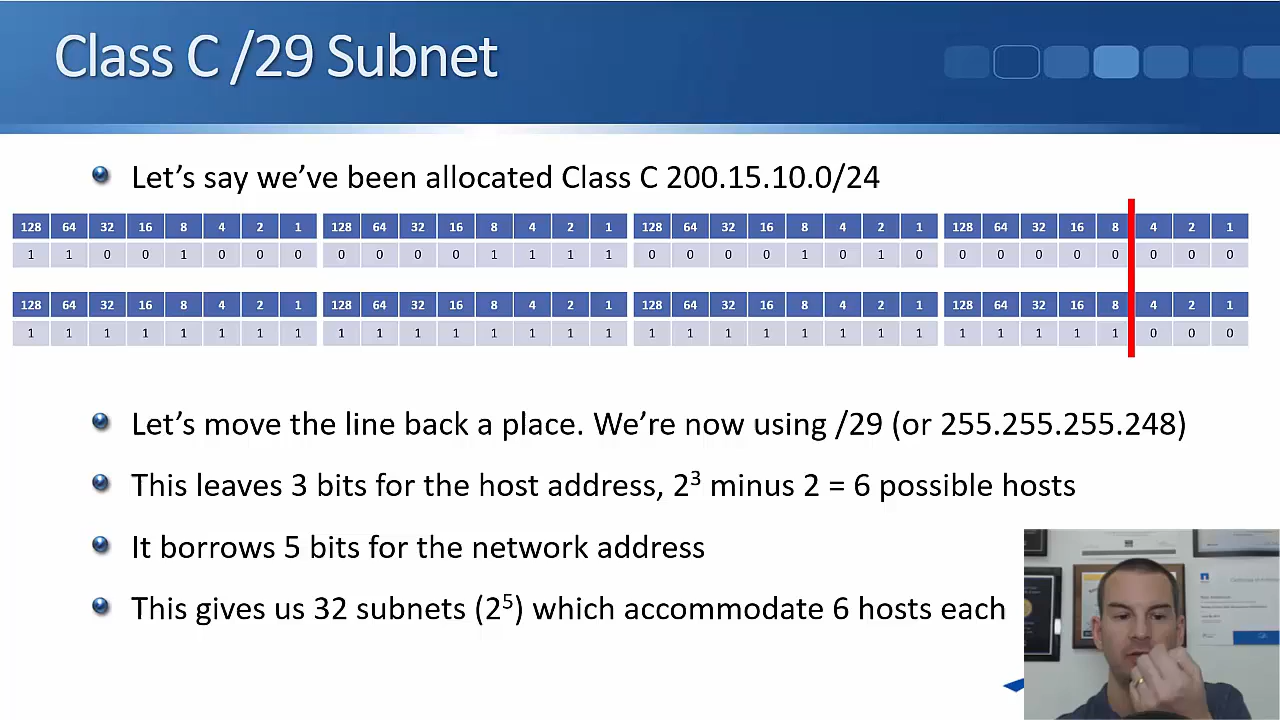 Class C /29 Subnet
Let's say we've been allocated Class C 200.15.10.0/24
128 64 32 16 8 4 2 1 128 64 32 16 8 4 2 1 128 64 32 16 8 4 2 1 128 64 32 16 8 4 2 1
1 1 0 0 1 0 0 0 0 0 0 0 1 1 1 1 0 0 0 0 1 0 1 0 0 0 0 0 0 0 0 0
128 64 32 16 8 4 2 1 128 64 32 16 8 4 2 1 128 64 32 16 8 4 2 1 128 64 32 16 8 4 2 1
1 1 1 1 1 1 1 1 1 1 1 1 1 1 1 1 1 1 1 1 1 1 1 1 1 1 1 1 1 0 0 0
Let's move the line back a place. We're now using /29 (or 255.255.255.248)
This leaves 3 bits for the host address, 2³ minus 2 = 6 possible hosts
It borrows 5 bits for the network address
This gives us 32 subnets (2⁵) which accommodate 6 hosts each